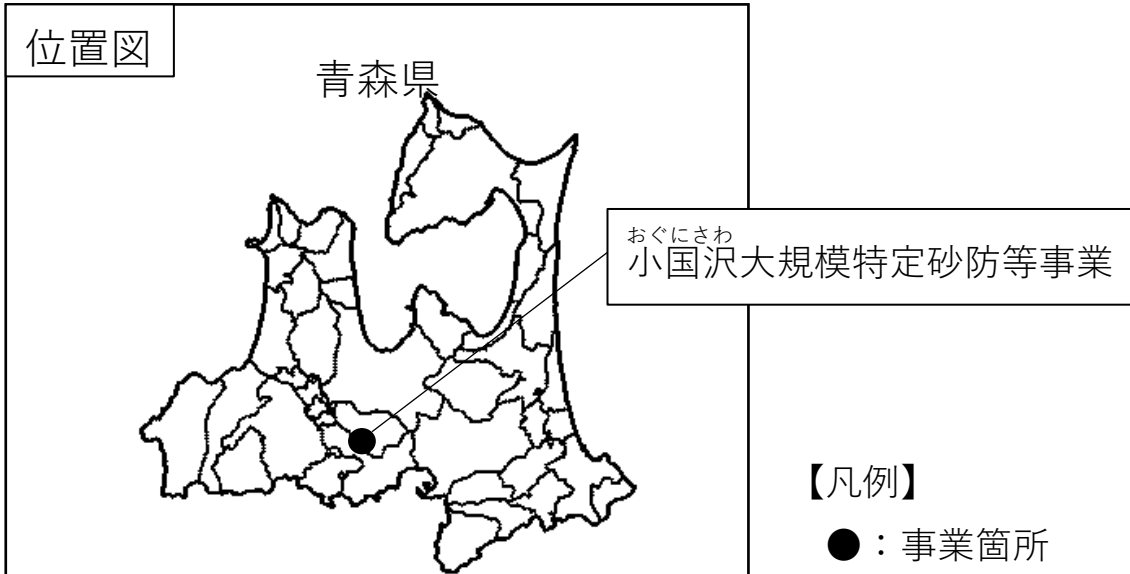 位置図
青森県
おぐにさわ
小国沢大規模特定砂防等事業
【凡例】
●：事業箇所